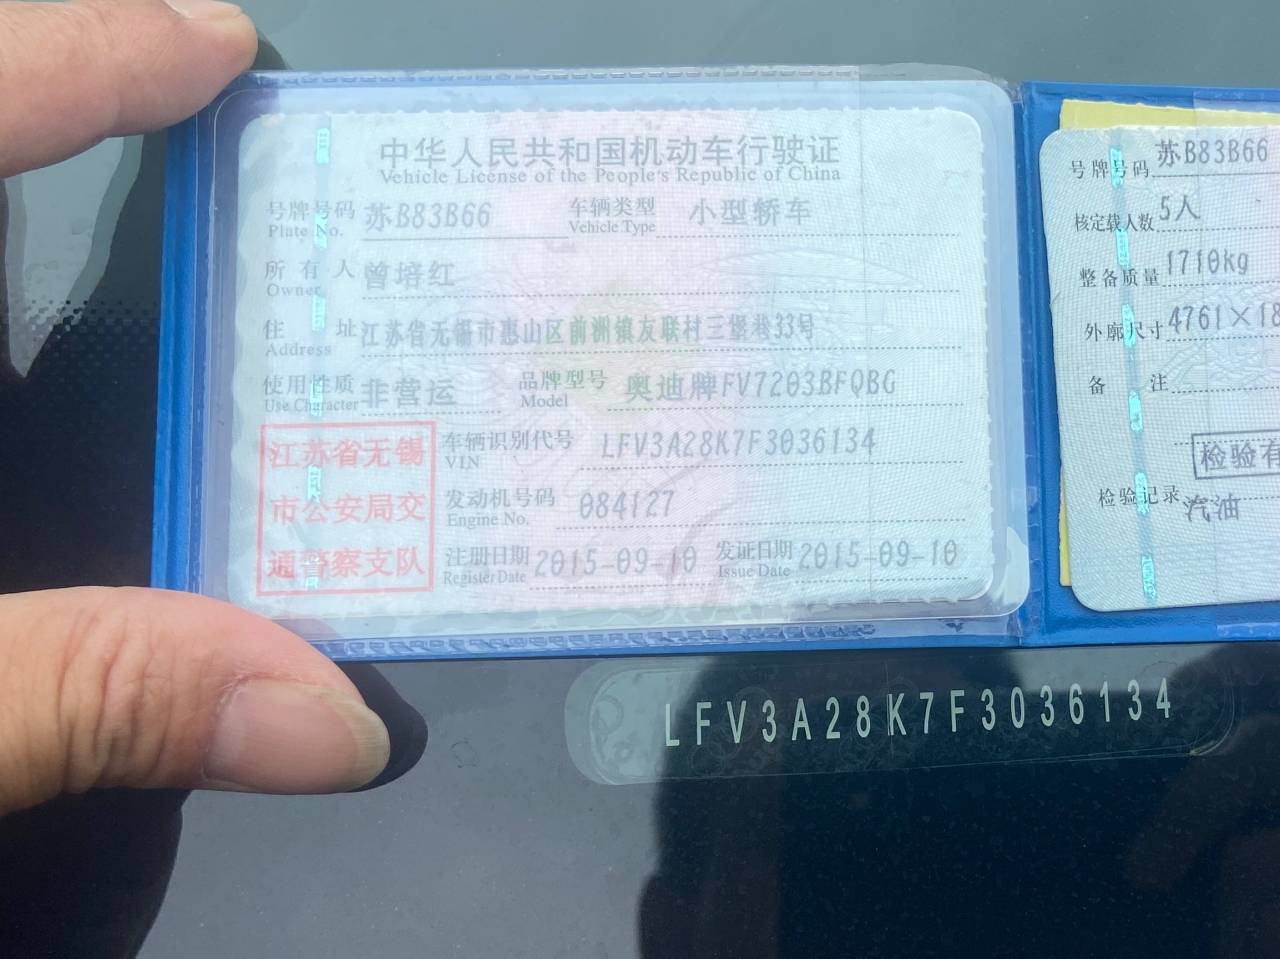 中华人民共和国机动车行驶证
Vehicle License of the People's Republic of China
号牌号码 苏B83B66 车辆类型 小型轿车
Plate No. Vehicle Type
所有人 曾培红
Owner
住址 江苏省无锡市惠山区前洲镇友联村三堡巷33号
Address
使用性质 非营运 品牌型号 奥迪牌FV7203BFQBG
Use Character Model
江苏省无锡
市公安局交
通警察支队
车辆识别代号 LFV3A28K7F3036134
VIN
发动机号码 084127
Engine No.
注册日期 2015-09-10 发证日期 2015-09-10
Register Date Issue Date
号牌号码 苏B83B66
核定载人数 5人
整备质量 1710kg
外廓尺寸 4761×18
备注
检验有
检验记录 汽油
LFV3A28K7F3036134